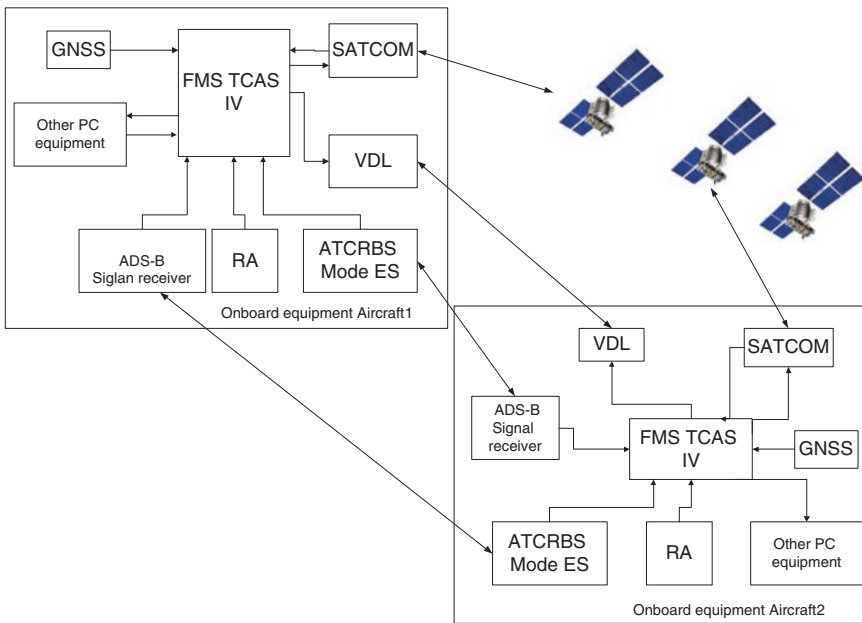 GNSS
FMS TCAS
IV
SATCOM
Other PC
equipment
VDL
ADS-B
Siglan receiver
RA
ATCRBS
Mode ES
Onboard equipment Aircraft1
VDL
SATCOM
ADS-B
Signal
receiver
FMS TCAS
IV
GNSS
ATCRBS
Mode ES
RA
Other PC
equipment
Onboard equipment Aircraft2